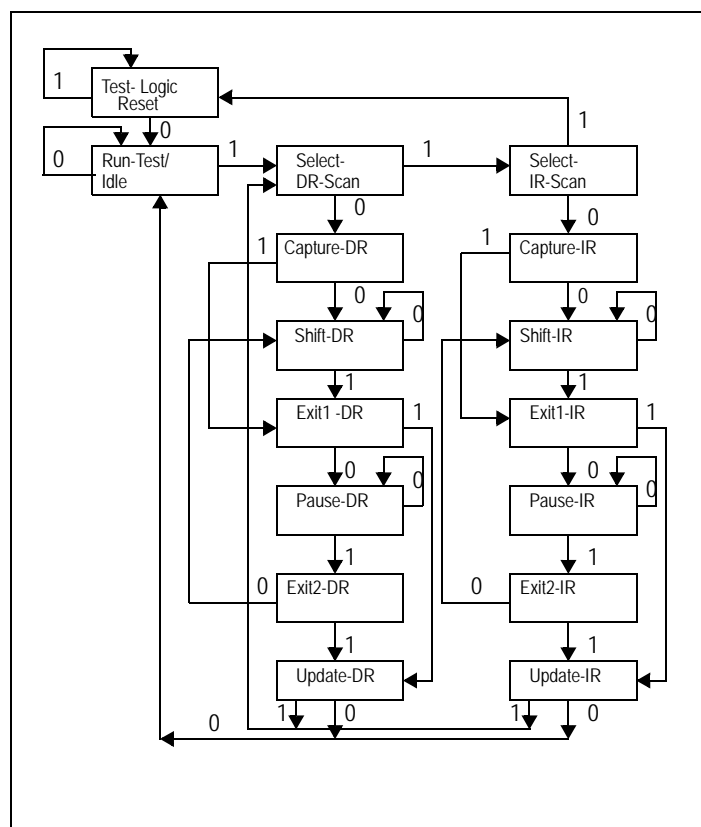 1
Test- Logic
Reset
0
1
0
Run-Test/
Idle
1
Select-
DR-Scan
1
Select-
IR-Scan
0
0
1
Capture-DR
1
Capture-IR
0
0
0
0
Shift-DR
Shift-IR
1
1
Exit1 -DR
1
Exit1-IR
1
0
0
0
0
Pause-DR
Pause-IR
1
1
0
Exit2-DR
0
Exit2-IR
1
1
Update-DR
Update-IR
1
0
1
0
0